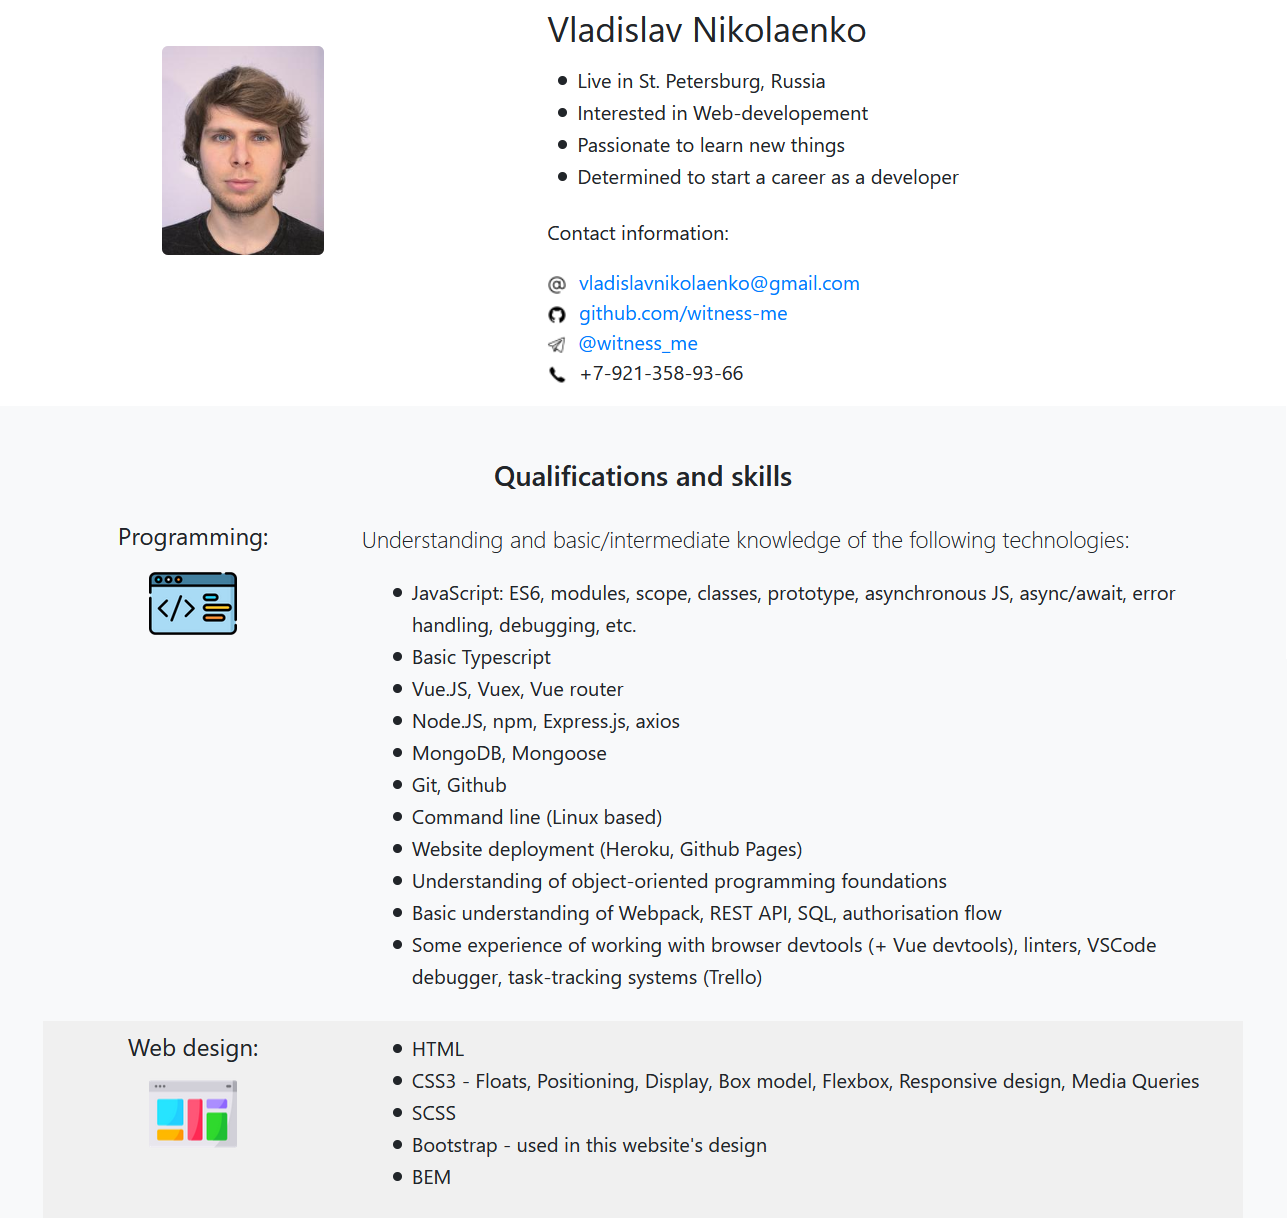 Vladislav Nikolaenko
Live in St. Petersburg, Russia
Interested in Web-developement
Passionate to learn new things
Determined to start a career as a developer
Contact information:
vladislavnikolaenko@gmail.com
github.com/witness-me
@witness_me
+7-921-358-93-66
Qualifications and skills
Programming:
Understanding and basic/intermediate knowledge of the following technologies:
JavaScript: ES6, modules, scope, classes, prototype, asynchronous JS, async/await, error
handling, debugging, etc.
Basic Typescript
Vue.JS, Vuex, Vue router
Node.JS, npm, Express.js, axios
MongoDB, Mongoose
Git, Github
Command line (Linux based)
Website deployment (Heroku, Github Pages)
Understanding of object-oriented programming foundations
Basic understanding of Webpack, REST API, SQL, authorisation flow
Some experience of working with browser devtools (+ Vue devtools), linters, VSCode
debugger, task-tracking systems (Trello)
Web design:
HTML
CSS3 - Floats, Positioning, Display, Box model, Flexbox, Responsive design, Media Queries
SCSS
Bootstrap - used in this website's design
BEM